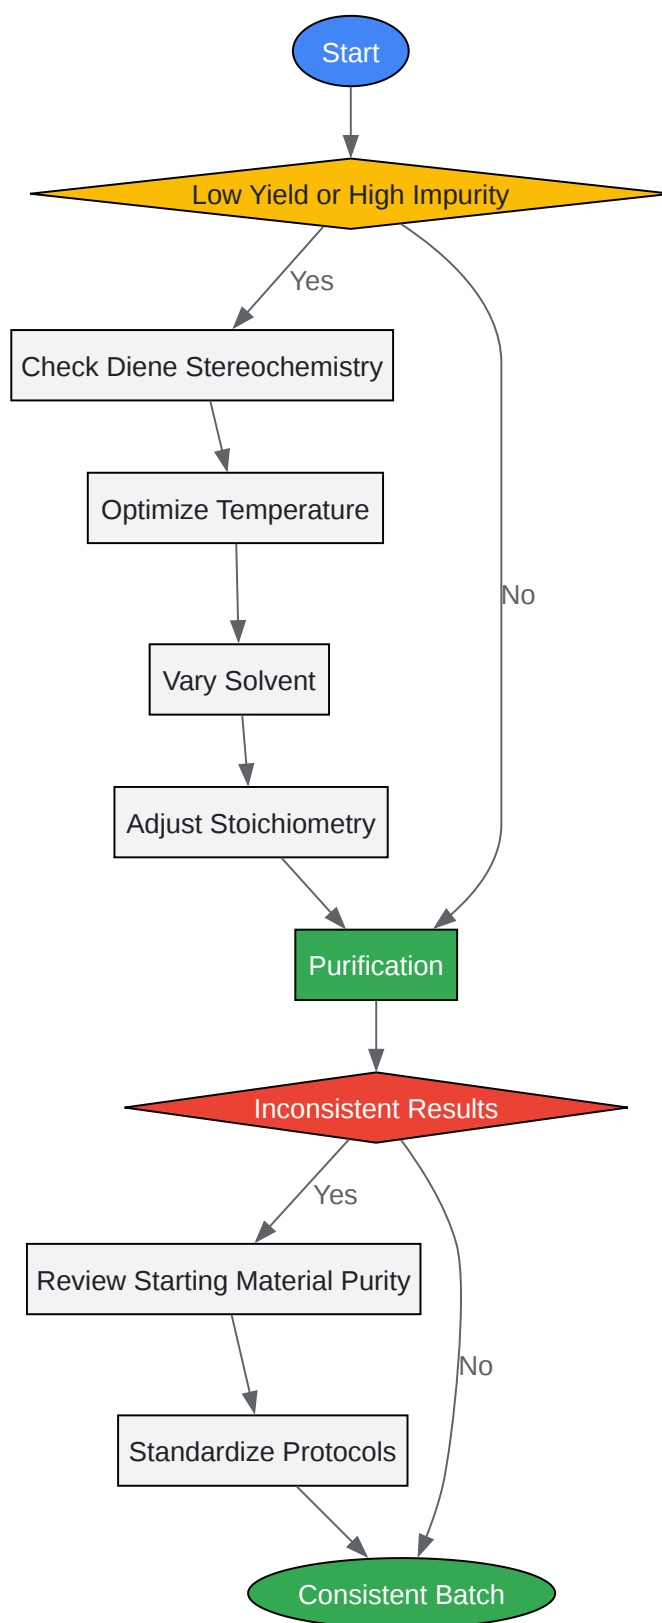 Start
Low Yield or High Impurity
Yes
Check Diene Stereochemistry
Optimize Temperature
No
Vary Solvent
Adjust Stoichiometry
Purification
Inconsistent Results
Yes
Review Starting Material Purity
No
Standardize Protocols
Consistent Batch